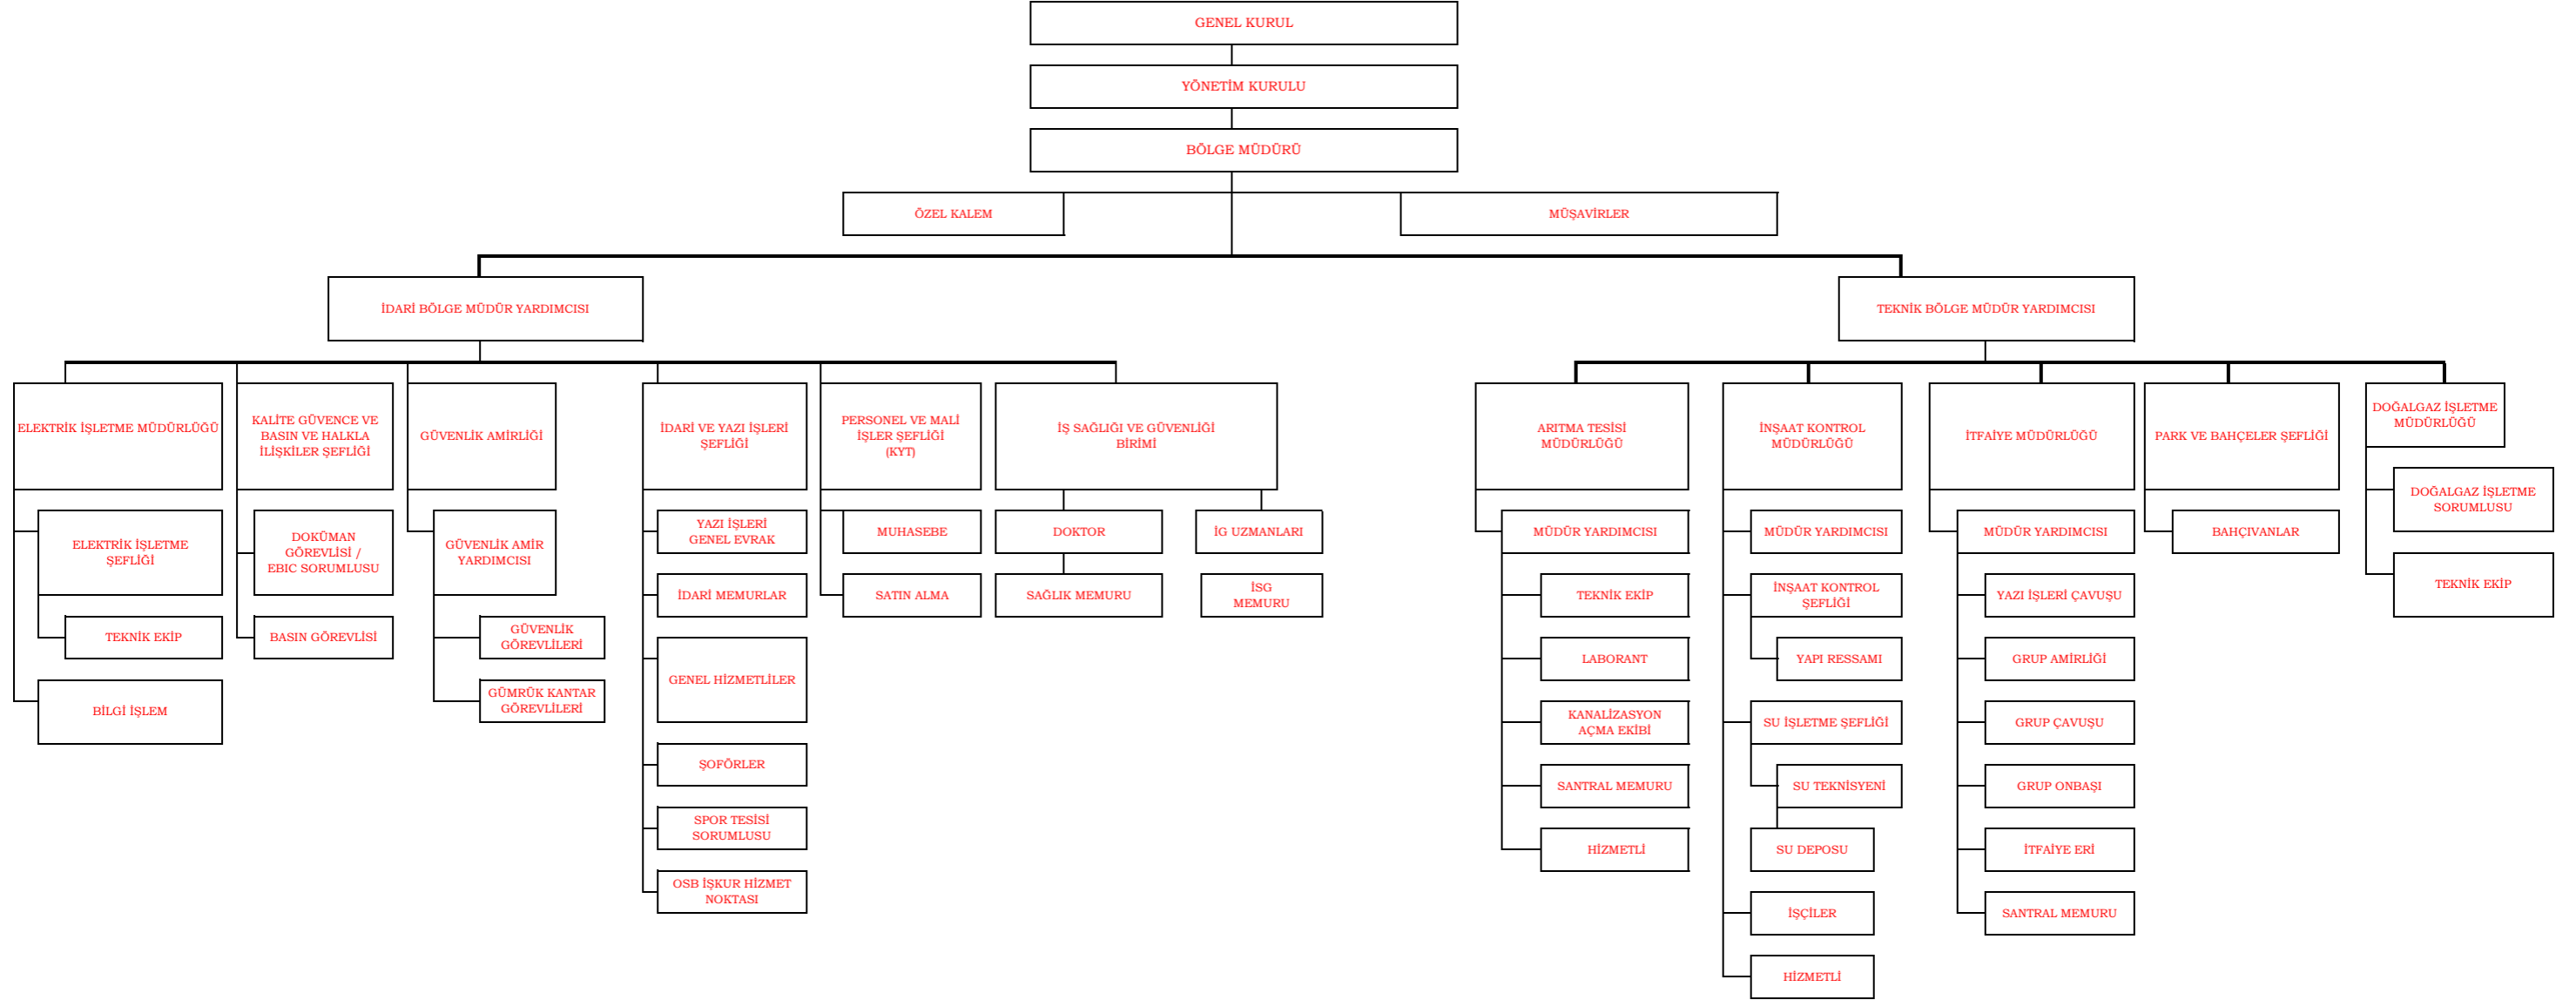 GENEL KURUL
YÖNETİM KURULU
BÖLGE MÜDÜRÜ
ÖZEL KALEM
MÜŞAVİRLER
İDARİ BÖLGE MÜDÜR YARDIMCISI
TEKNİK BÖLGE MÜDÜR YARDIMCISI
ELEKTRİK İŞLETME MÜDÜRLÜĞÜ
ELEKTRİK İŞLETME
ŞEFLİĞİ
TEKNİK EKİP
BİLGİ İŞLEM
KALİTE GÜVENCE VE
BASIN VE HALKLA
İLİŞKİLER ŞEFLİĞİ
DOKÜMAN
GÖREVLİSİ /
EBIC SORUMLUSU
BASIN GÖREVLİSİ
GÜVENLİK AMİRLİĞİ
GÜVENLİK AMİR
YARDIMCISI
GÜVENLİK
GÖREVLİLERİ
GÜMRÜK KANTAR
GÖREVLİLERİ
İDARİ VE YAZI İŞLERİ
ŞEFLİĞİ
YAZI İŞLERİ
GENEL EVRAK
İDARİ MEMURLAR
GENEL HİZMETLİLER
ŞOFÖRLER
SPOR TESİSİ
SORUMLUSU
OSB İŞKUR HİZMET
NOKTASI
PERSONEL VE MALİ
İŞLER ŞEFLİĞİ
(KYT)
MUHASEBE
SATIN ALMA
İŞ SAĞLIĞI VE GÜVENLİĞİ
BİRİMİ
DOKTOR
SAĞLIK MEMURU
İG UZMANLARI
İSG
MEMURU
ARITMA TESİSİ
MÜDÜRLÜĞÜ
MÜDÜR YARDIMCISI
TEKNİK EKİP
LABORANT
KANALİZASYON
AÇMA EKİBİ
SANTRAL MEMURU
HİZMETLİ
İNŞAAT KONTROL
MÜDÜRLÜĞÜ
MÜDÜR YARDIMCISI
İNŞAAT KONTROL
ŞEFLİĞİ
YAPI RESSAMI
SU İŞLETME ŞEFLİĞİ
SU TEKNİSYENİ
SU DEPOSU
İŞÇİLER
HİZMETLİ
İTFAİYE MÜDÜRLÜĞÜ
MÜDÜR YARDIMCISI
YAZI İŞLERİ ÇAVUŞU
GRUP AMİRLİĞİ
GRUP ÇAVUŞU
GRUP ONBAŞI
İTFAİYE ERİ
SANTRAL MEMURU
PARK VE BAHÇELER ŞEFLİĞİ
BAHÇIVANLAR
DOĞALGAZ İŞLETME
MÜDÜRLÜĞÜ
DOĞALGAZ İŞLETME
SORUMLUSU
TEKNİK EKİP